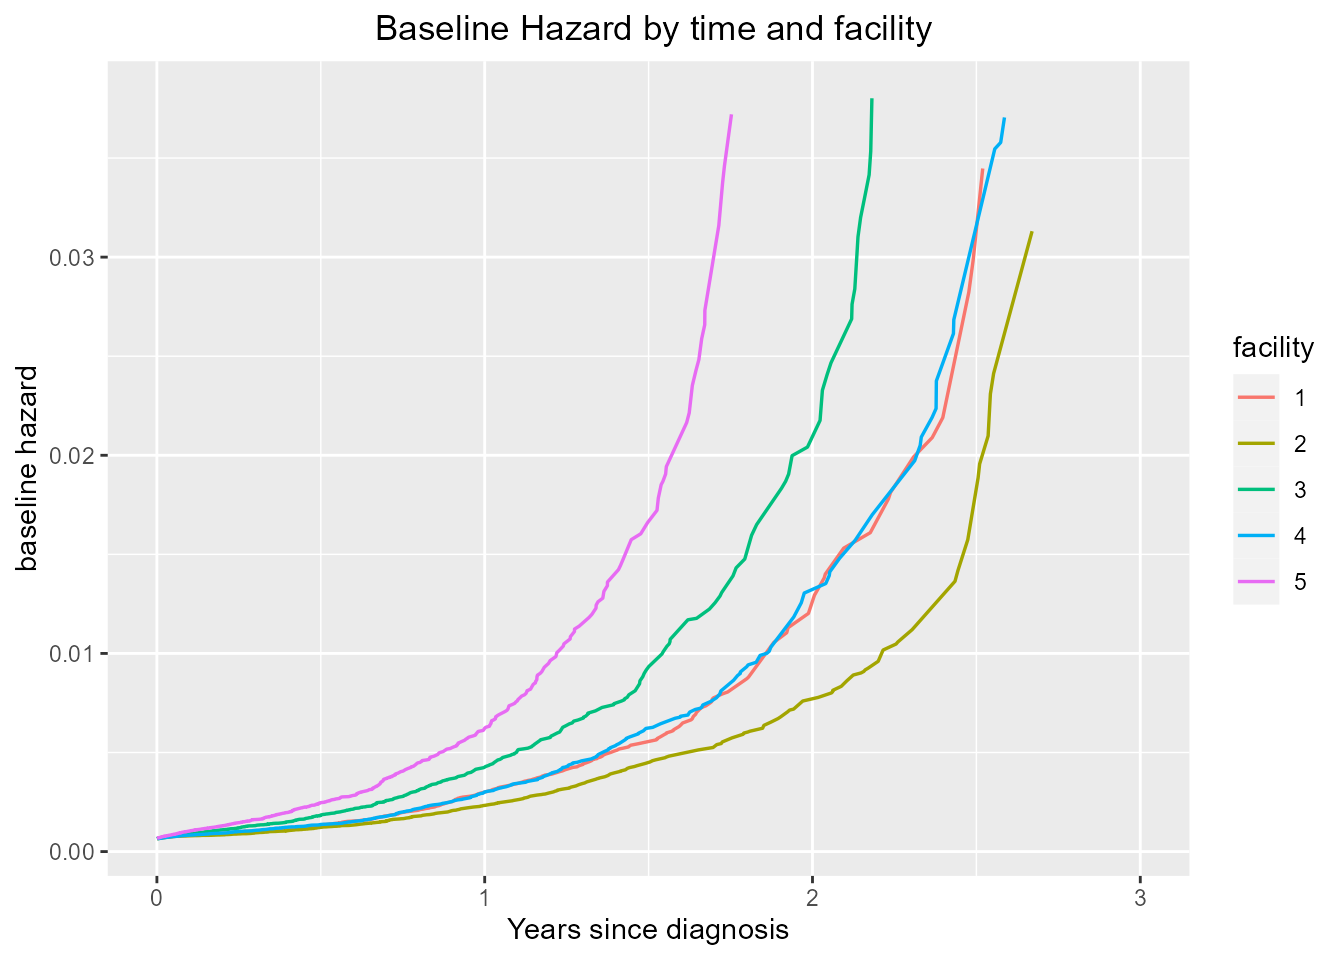 Baseline Hazard by time and facility
baseline hazard
0.03
0.02
0.01
0.00
0 1 2 3
Years since diagnosis
facility
1
2
3
4
5